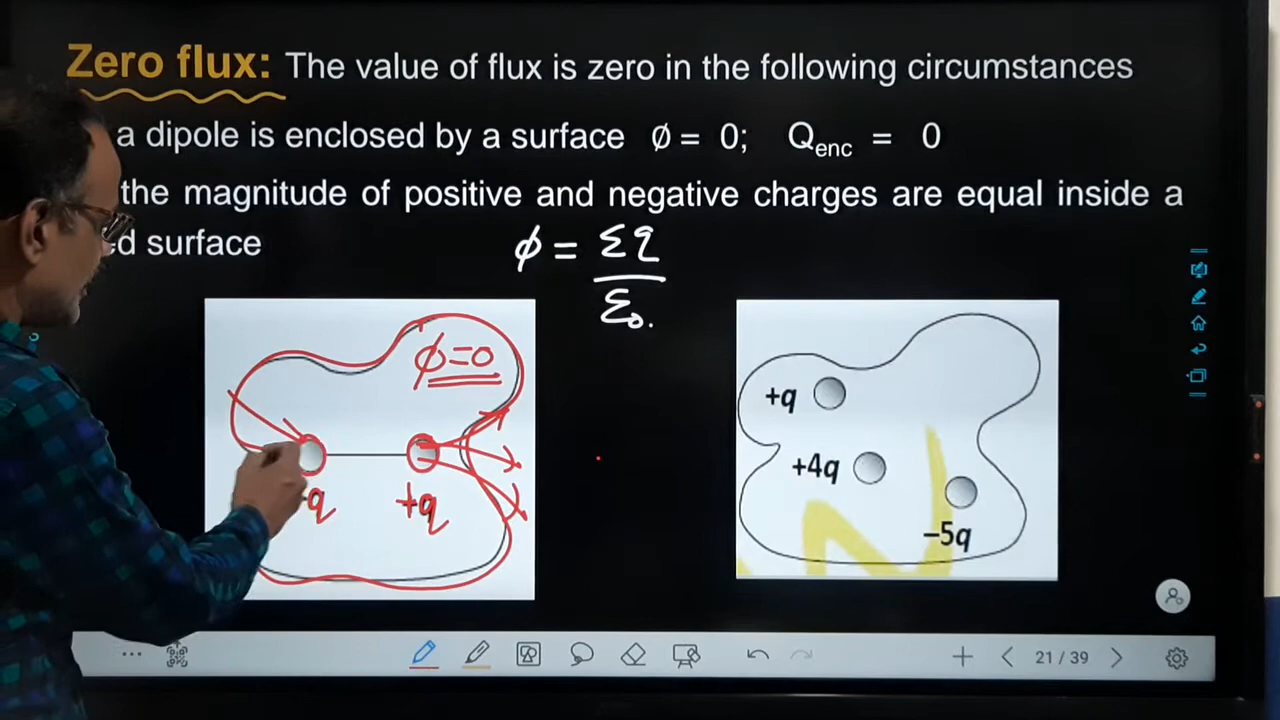 Zero flux: The value of flux is zero in the following circumstances
a dipole is enclosed by a surface ∅ = 0; Qenc = 0
the magnitude of positive and negative charges are equal inside a
surface
ϕ = Σq
ε0.
ϕ=0
+q
+4q
-q
+q
−5q
21 / 39